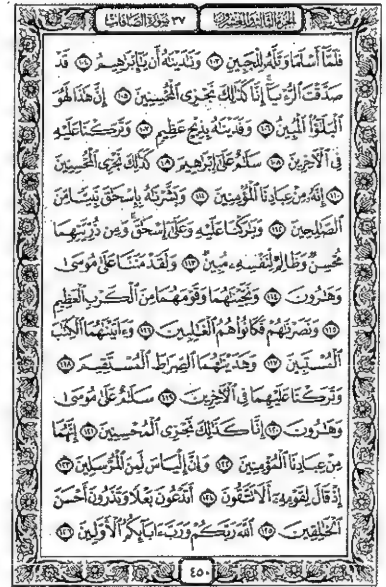 الجزء الثالث والعشرون ٣٧ سورة الصافات
فَلَمَّا أَسْلَمَا وَتَلَّهُ لِلْجَبِينِ ١٠٣ وَنَٰدَيْنَٰهُ أَن يَٰٓإِبْرَٰهِيمُ ١٠٤ قَدْ
صَدَّقْتَ ٱلرُّءْيَآ إِنَّا كَذَٰلِكَ نَجْزِى ٱلْمُحْسِنِينَ ١٠٥ إِنَّ هَٰذَا لَهُوَ
ٱلْبَلَٰٓؤُا۟ ٱلْمُبِينُ ١٠٦ وَفَدَيْنَٰهُ بِذِبْحٍ عَظِيمٍ ١٠٧ وَتَرَكْنَا عَلَيْهِ
فِى ٱلْءَاخِرِينَ ١٠٨ سَلَٰمٌ عَلَىٰٓ إِبْرَٰهِيمَ ١٠٩ كَذَٰلِكَ نَجْزِى ٱلْمُحْسِنِينَ
١١٠ إِنَّهُۥ مِنْ عِبَادِنَا ٱلْمُؤْمِنِينَ ١١١ وَبَشَّرْنَٰهُ بِإِسْحَٰقَ نَبِيًّا مِّنَ
ٱلصَّٰلِحِينَ ١١٢ وَبَٰرَكْنَا عَلَيْهِ وَعَلَىٰٓ إِسْحَٰقَ وَمِن ذُرِّيَّتِهِمَا
مُحْسِنٌ وَظَالِمٌ لِّنَفْسِهِۦ مُبِينٌ ١١٣ وَلَقَدْ مَنَنَّا عَلَىٰ مُوسَىٰ
وَهَٰرُونَ ١١٤ وَنَجَّيْنَٰهُمَا وَقَوْمَهُمَا مِنَ ٱلْكَرْبِ ٱلْعَظِيمِ
١١٥ وَنَصَرْنَٰهُمْ فَكَانُوا۟ هُمُ ٱلْغَٰلِبِينَ ١١٦ وَءَاتَيْنَٰهُمَا ٱلْكِتَٰبَ
ٱلْمُسْتَبِينَ ١١٧ وَهَدَيْنَٰهُمَا ٱلصِّرَٰطَ ٱلْمُسْتَقِيمَ ١١٨
وَتَرَكْنَا عَلَيْهِمَا فِى ٱلْءَاخِرِينَ ١١٩ سَلَٰمٌ عَلَىٰ مُوسَىٰ
وَهَٰرُونَ ١٢٠ إِنَّا كَذَٰلِكَ نَجْزِى ٱلْمُحْسِنِينَ ١٢١ إِنَّهُمَا
مِنْ عِبَادِنَا ٱلْمُؤْمِنِينَ ١٢٢ وَإِنَّ إِلْيَاسَ لَمِنَ ٱلْمُرْسَلِينَ ١٢٣
إِذْ قَالَ لِقَوْمِهِۦٓ أَلَا تَتَّقُونَ ١٢٤ أَتَدْعُونَ بَعْلًا وَتَذَرُونَ أَحْسَنَ
ٱلْخَٰلِقِينَ ١٢٥ ٱللَّهَ رَبَّكُمْ وَرَبَّ ءَابَآئِكُمُ ٱلْأَوَّلِينَ ١٢٦
٤٥٠